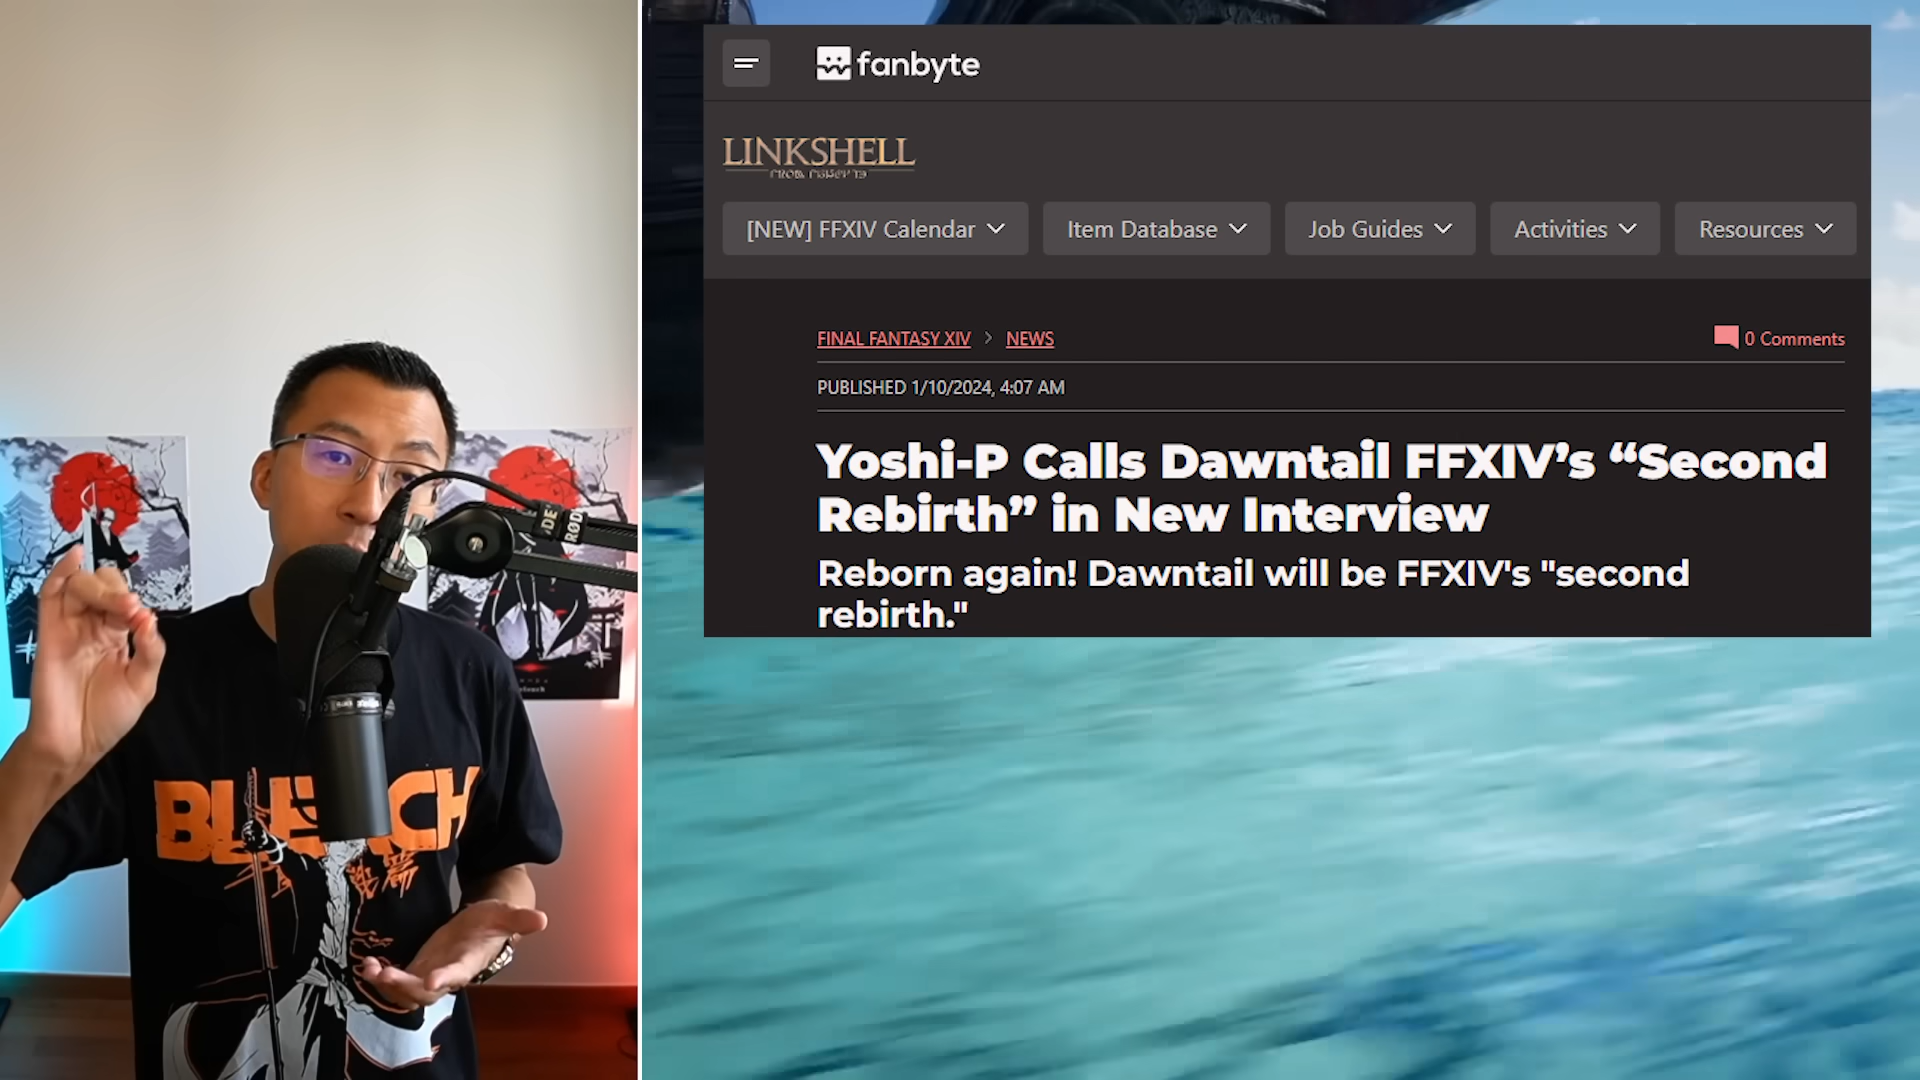 fanbyte
LINKSHELL
[NEW] FFXIV Calendar
Item Database
Job Guides
Activities
Resources
FINAL FANTASY XIV > NEWS
0 Comments
PUBLISHED 1/10/2024, 4:07 AM
Yoshi-P Calls Dawntail FFXIV’s “Second
Rebirth” in New Interview
Reborn again! Dawntail will be FFXIV's "second
rebirth."
RØDE
BLEACH